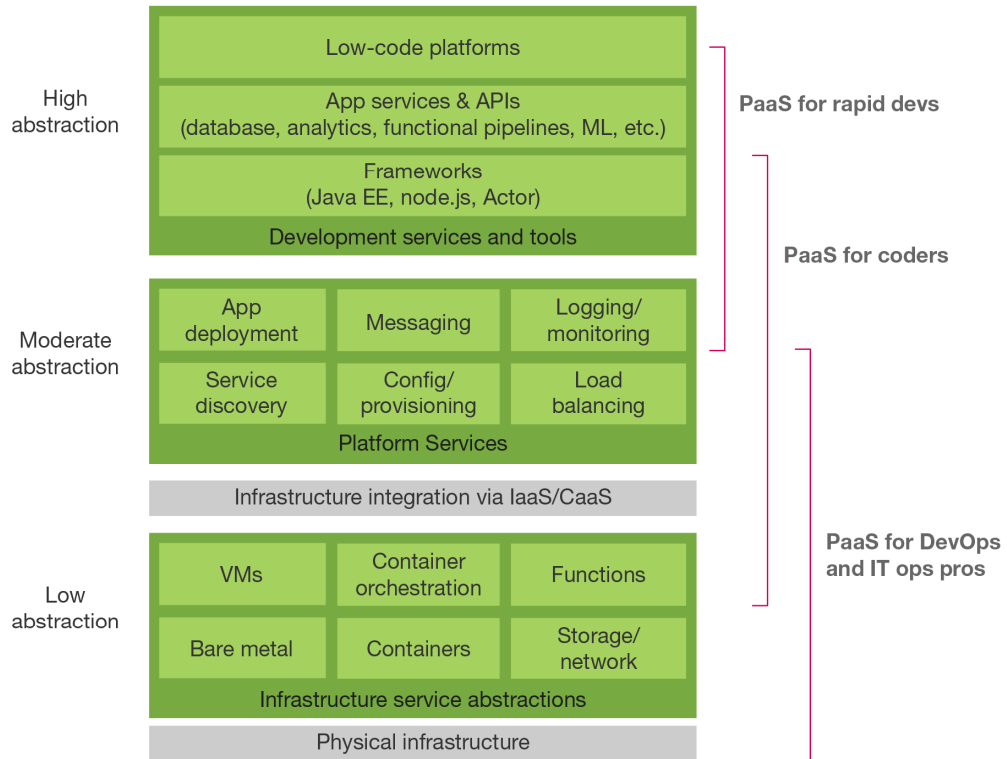 High
abstraction
Low-code platforms
App services & APIs
(database, analytics, functional pipelines, ML, etc.)
Frameworks
(Java EE, node.js, Actor)
Development services and tools
PaaS for rapid devs
PaaS for coders
Moderate
abstraction
App
deployment
Messaging
Logging/
monitoring
Service
discovery
Config/
provisioning
Load
balancing
Platform Services
Infrastructure integration via IaaS/CaaS
PaaS for DevOps
and IT ops pros
Low
abstraction
VMs
Container
orchestration
Functions
Bare metal
Containers
Storage/
network
Infrastructure service abstractions
Physical infrastructure